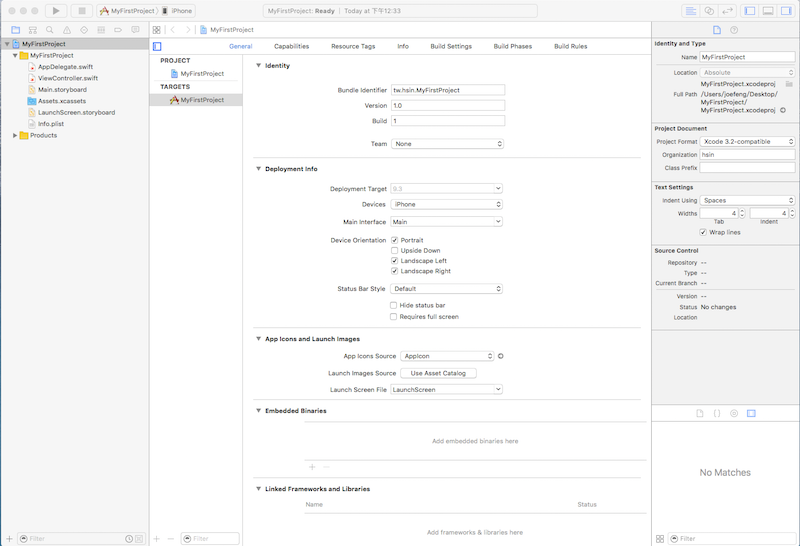 MyFirstProject
iPhone
MyFirstProject: Ready
Today at 下午12:33
MyFirstProject
MyFirstProject
MyFirstProject
AppDelegate.swift
ViewController.swift
Main.storyboard
Assets.xcassets
LaunchScreen.storyboard
Info.plist
Products
Filter
General
Capabilities
Resource Tags
Info
Build Settings
Build Phases
Build Rules
PROJECT
MyFirstProject
TARGETS
MyFirstProject
Filter
Identity
Bundle Identifier tw.hsin.MyFirstProject
Version 1.0
Build 1
Team None
Deployment Info
Deployment Target 9.3
Devices iPhone
Main Interface Main
Device Orientation Portrait
Upside Down
Landscape Left
Landscape Right
Status Bar Style Default
Hide status bar
Requires full screen
App Icons and Launch Images
App Icons Source AppIcon
Launch Images Source Use Asset Catalog
Launch Screen File LaunchScreen
Embedded Binaries
Add embedded binaries here
Linked Frameworks and Libraries
Name Status
Add frameworks & libraries here
Identity and Type
Name MyFirstProject
Location Absolute
MyFirstProject.xcodeproj
Full Path /Users/joefeng/Desktop/
MyFirstProject/
MyFirstProject.xcodeproj
Project Document
Project Format Xcode 3.2-compatible
Organization hsin
Class Prefix
Text Settings
Indent Using Spaces
Widths 4 4
Tab Indent
Wrap lines
Source Control
Repository --
Type --
Current Branch --
Version --
Status No changes
Location
No Matches
Filter